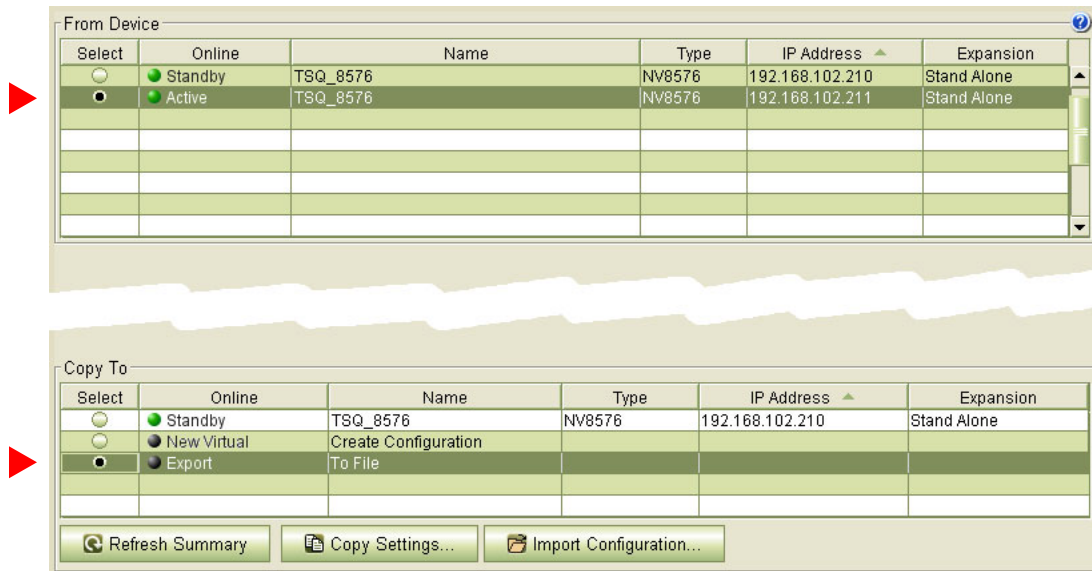 From Device
Select Online Name Type IP Address Expansion
Standby TSQ_8576 NV8576 192.168.102.210 Stand Alone
Active TSQ_8576 NV8576 192.168.102.211 Stand Alone
Copy To
Select Online Name Type IP Address Expansion
Standby TSQ_8576 NV8576 192.168.102.210 Stand Alone
New Virtual Create Configuration
Export To File
Refresh Summary Copy Settings... Import Configuration...